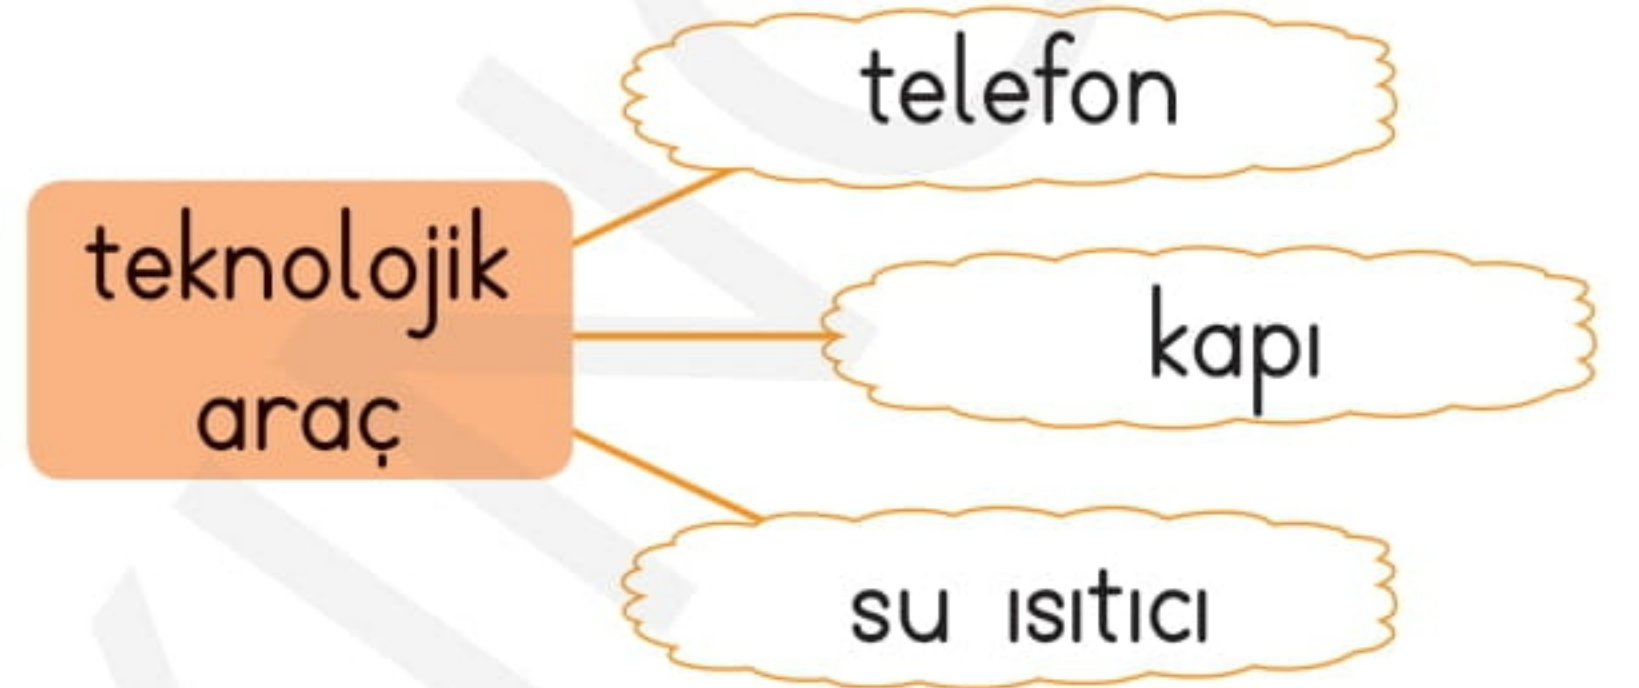 telefon
teknolojik
araç
kapı
su ısıtıcı